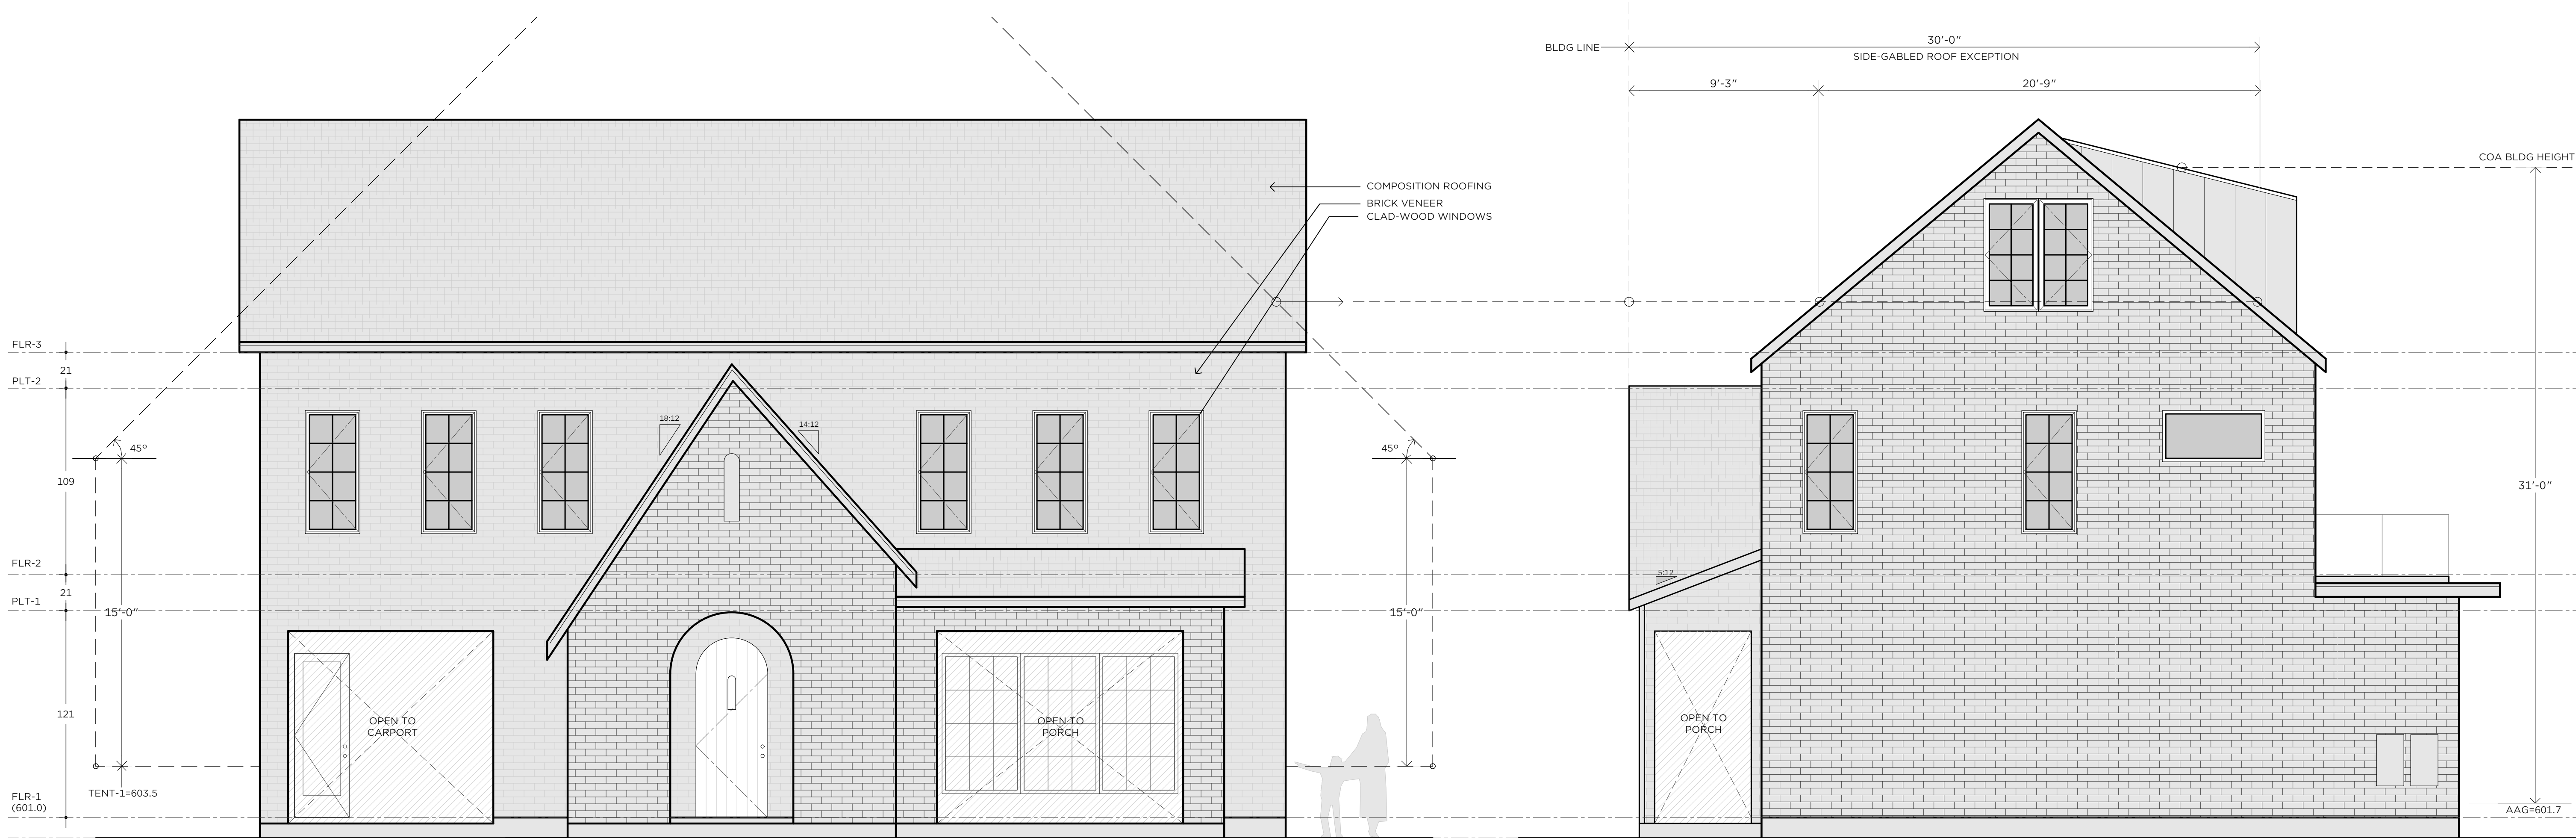 BLDG LINE
30'-0"
SIDE-GABLED ROOF EXCEPTION
9'-3"
20'-9"
COA BLDG HEIGHT
COMPOSITION ROOFING
BRICK VENEER
CLAD-WOOD WINDOWS
FLR-3
21
PLT-2
18:12
14:12
45º
45º
109
31'-0"
FLR-2
5:12
21
PLT-1
15'-0"
15'-0"
121
OPEN TO
CARPORT
OPEN TO
PORCH
OPEN TO
PORCH
TENT-1=603.5
FLR-1
(601.0)
AAG=601.7